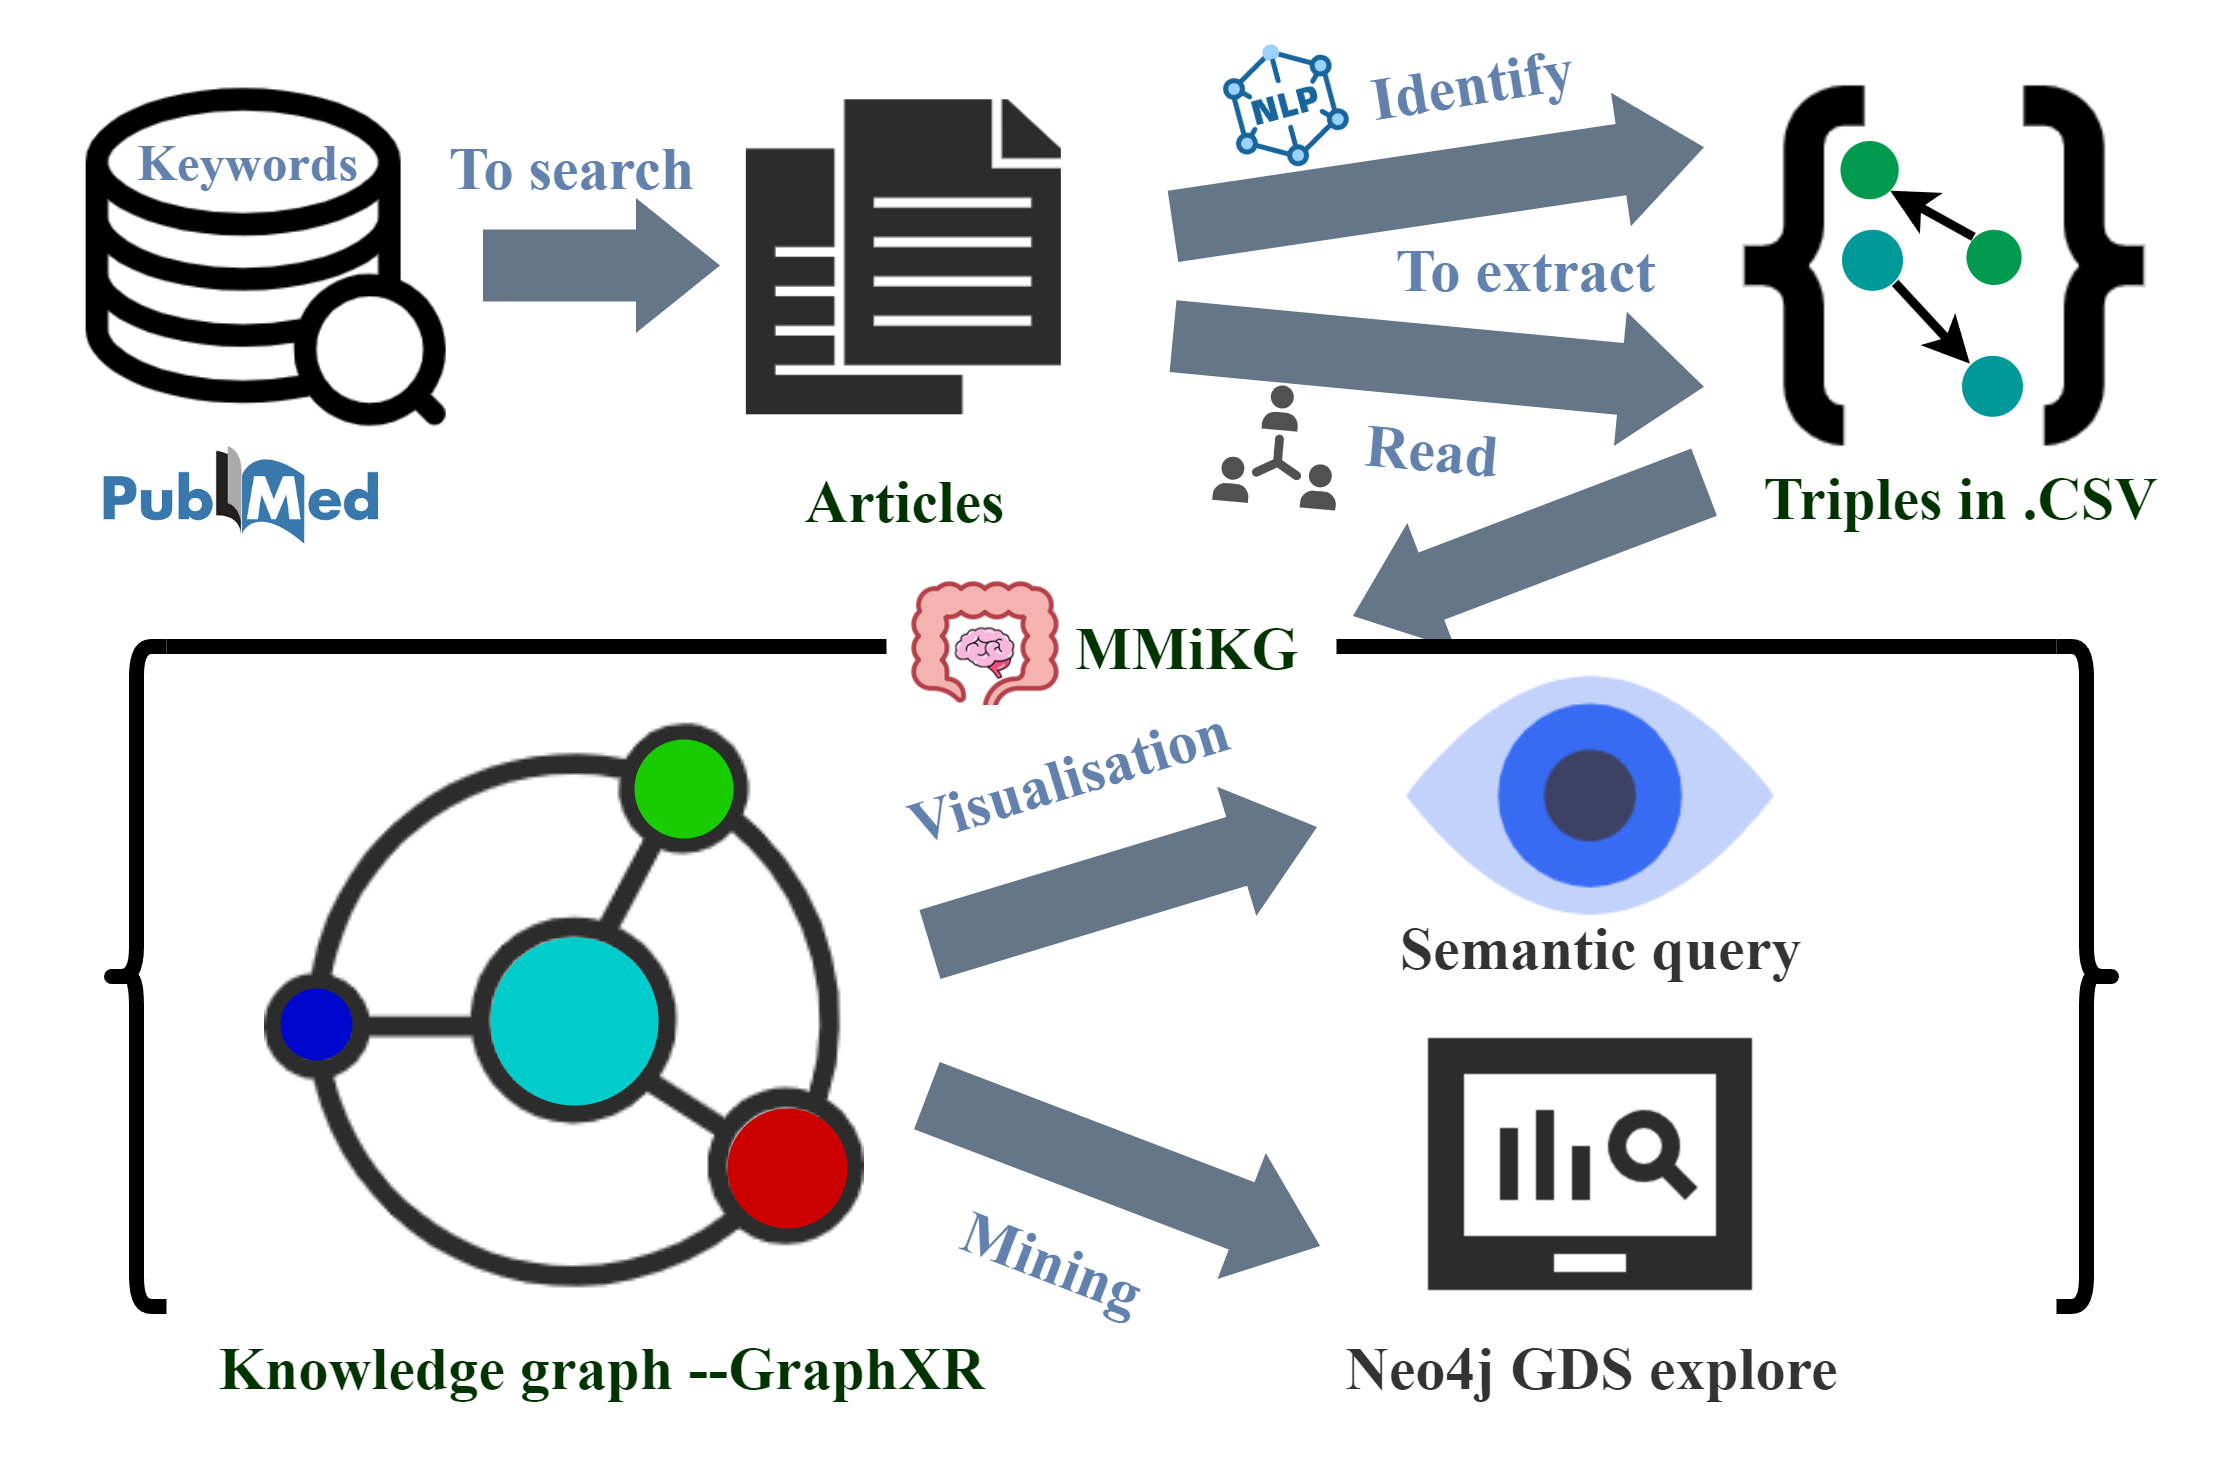 Keywords
To search
PubMed
Articles
NLP
Identify
To extract
Read
Triples in .CSV
MMiKG
Visualisation
Semantic query
Mining
Knowledge graph --GraphXR
Neo4j GDS explore